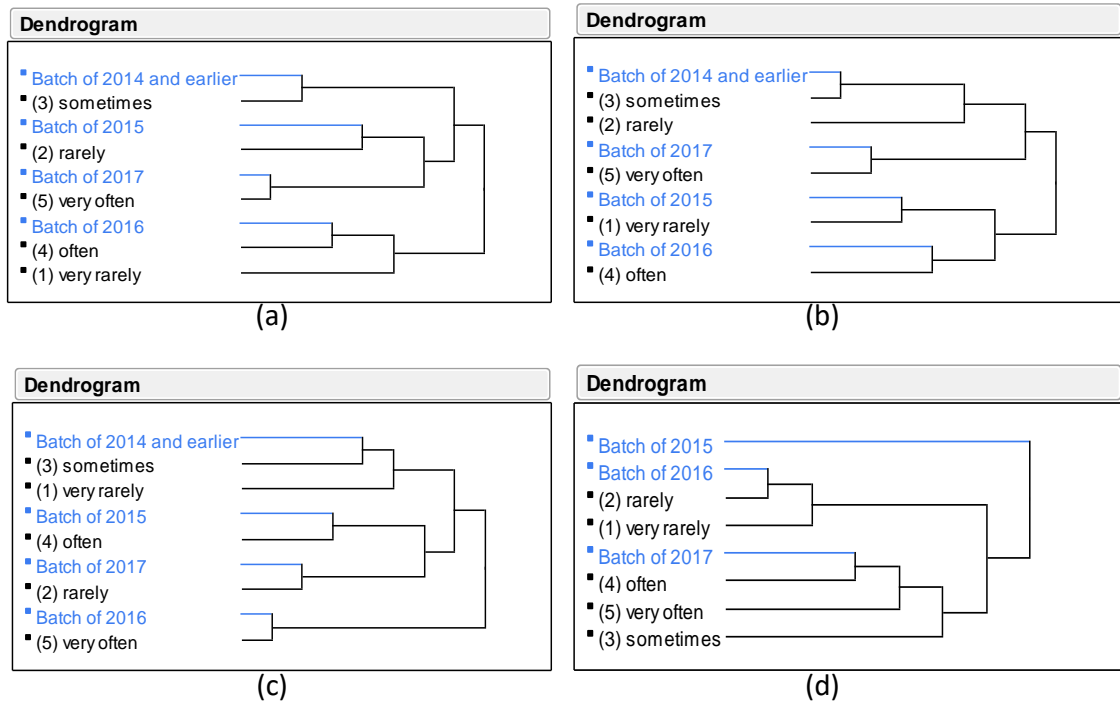 Dendrogram
Batch of 2014 and earlier
(3) sometimes
Batch of 2015
(2) rarely
Batch of 2017
(5) very often
Batch of 2016
(4) often
(1) very rarely
(a)
Dendrogram
Batch of 2014 and earlier
(3) sometimes
(2) rarely
Batch of 2017
(5) very often
Batch of 2015
(1) very rarely
Batch of 2016
(4) often
(b)
Dendrogram
Batch of 2014 and earlier
(3) sometimes
(1) very rarely
Batch of 2015
(4) often
Batch of 2017
(2) rarely
Batch of 2016
(5) very often
(c)
Dendrogram
Batch of 2015
Batch of 2016
(2) rarely
(1) very rarely
Batch of 2017
(4) often
(5) very often
(3) sometimes
(d)